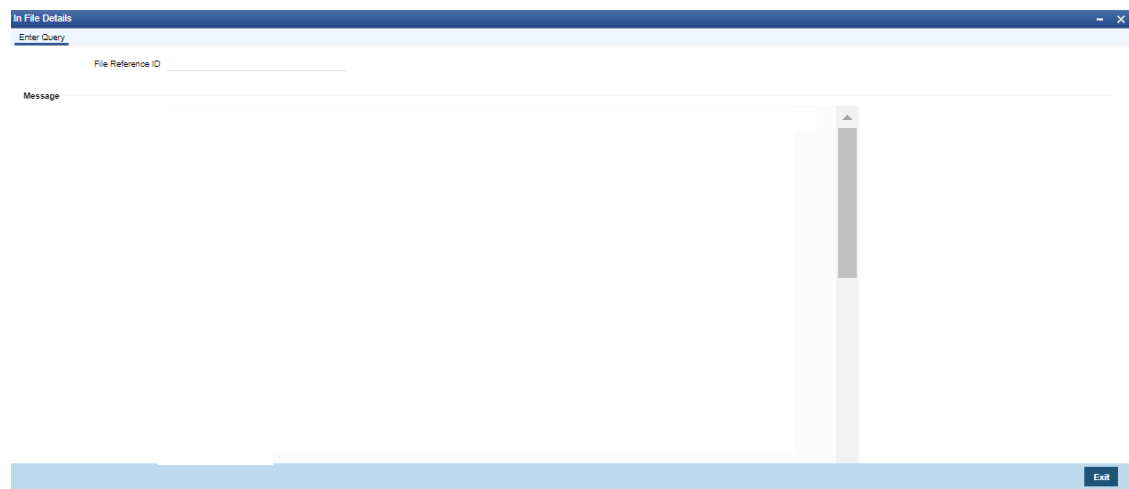 In File Details
Enter Query
File Reference ID
Message
Exit